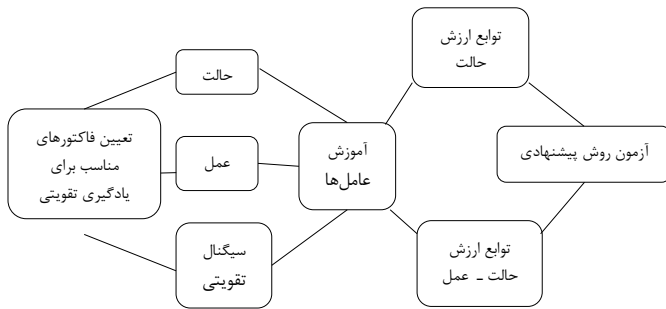 تعیین فاکتورهای
مناسب برای
یادگیری تقویتی
حالت
عمل
سیگنال
تقویتی
آموزش
عامل‌ها
توابع ارزش
حالت
توابع ارزش
حالت - عمل
آزمون روش پیشنهادی